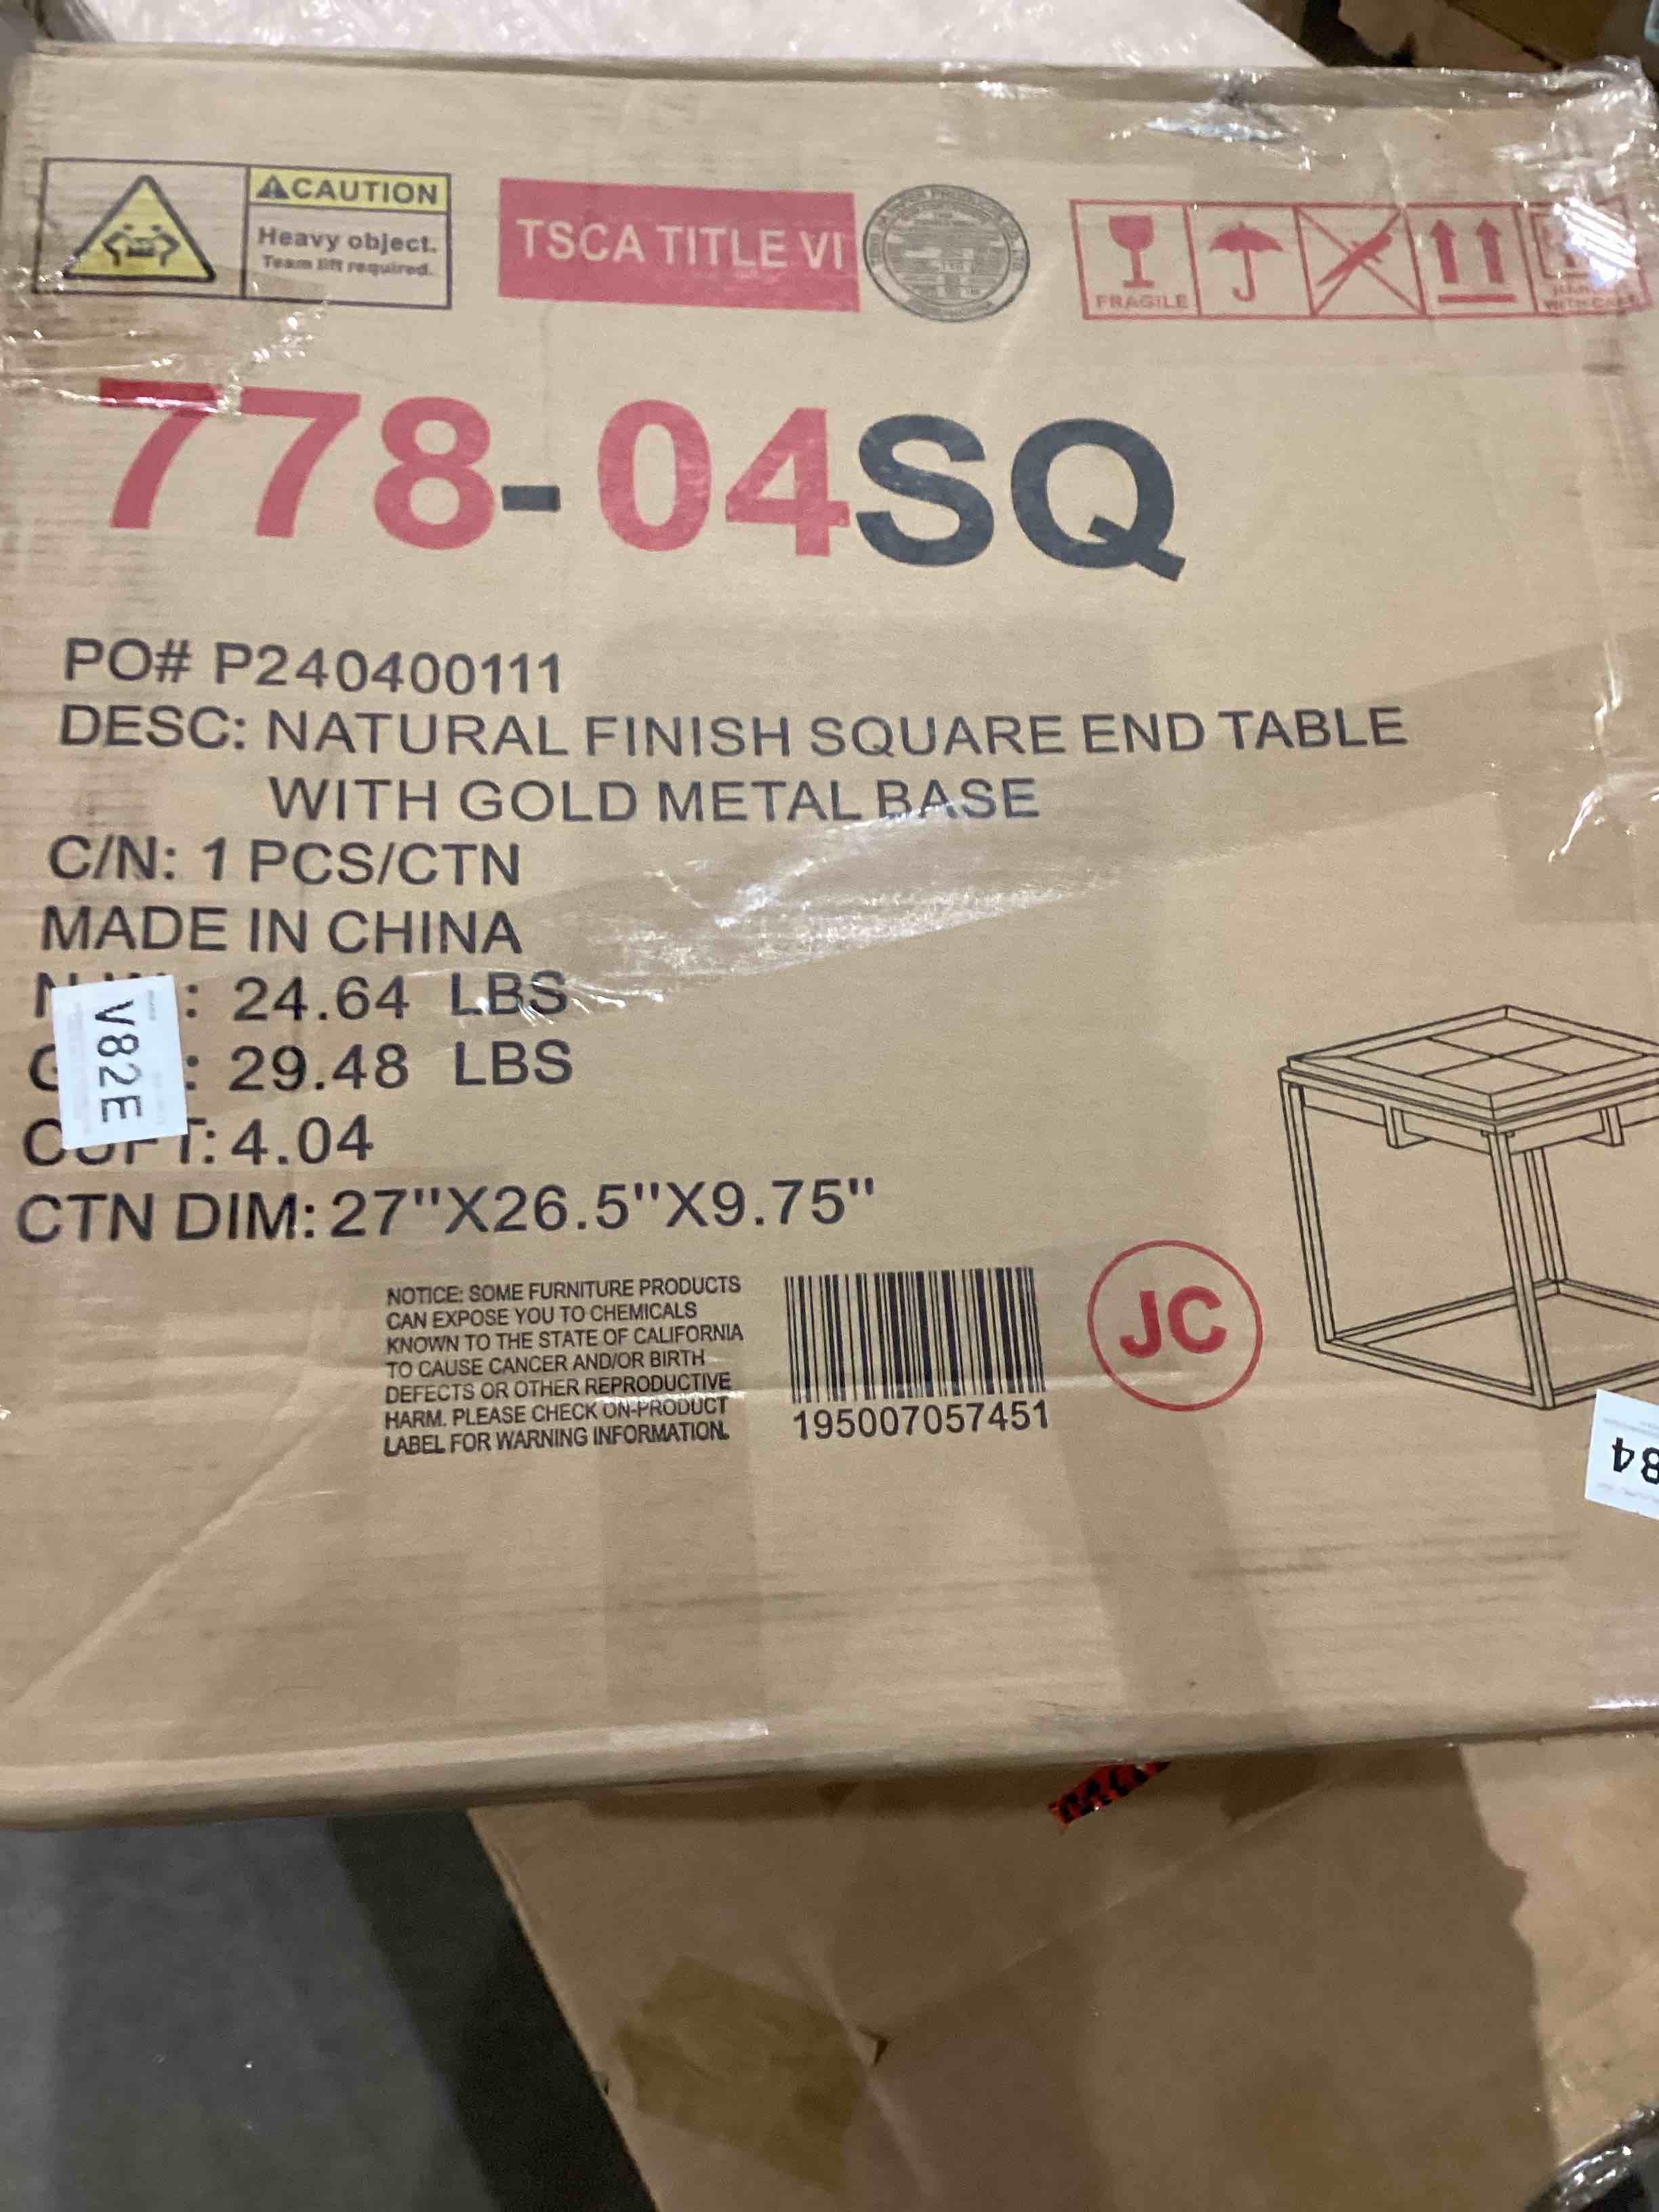 CAUTION
Heavy object.
Team lift required.
TSCA TITLE VI
FRAGILE
WITH CARE
778-04SQ
PO# P240400111
DESC: NATURAL FINISH SQUARE END TABLE
WITH GOLD METAL BASE
C/N: 1 PCS/CTN
MADE IN CHINA
: 24.64 LBS
V82E
: 29.48 LBS
CUFT: 4.04
CTN DIM: 27"X26.5"X9.75"
NOTICE: SOME FURNITURE PRODUCTS
CAN EXPOSE YOU TO CHEMICALS
KNOWN TO THE STATE OF CALIFORNIA
TO CAUSE CANCER AND/OR BIRTH
DEFECTS OR OTHER REPRODUCTIVE
HARM. PLEASE CHECK ON-PRODUCT
LABEL FOR WARNING INFORMATION.
195007057451
JC